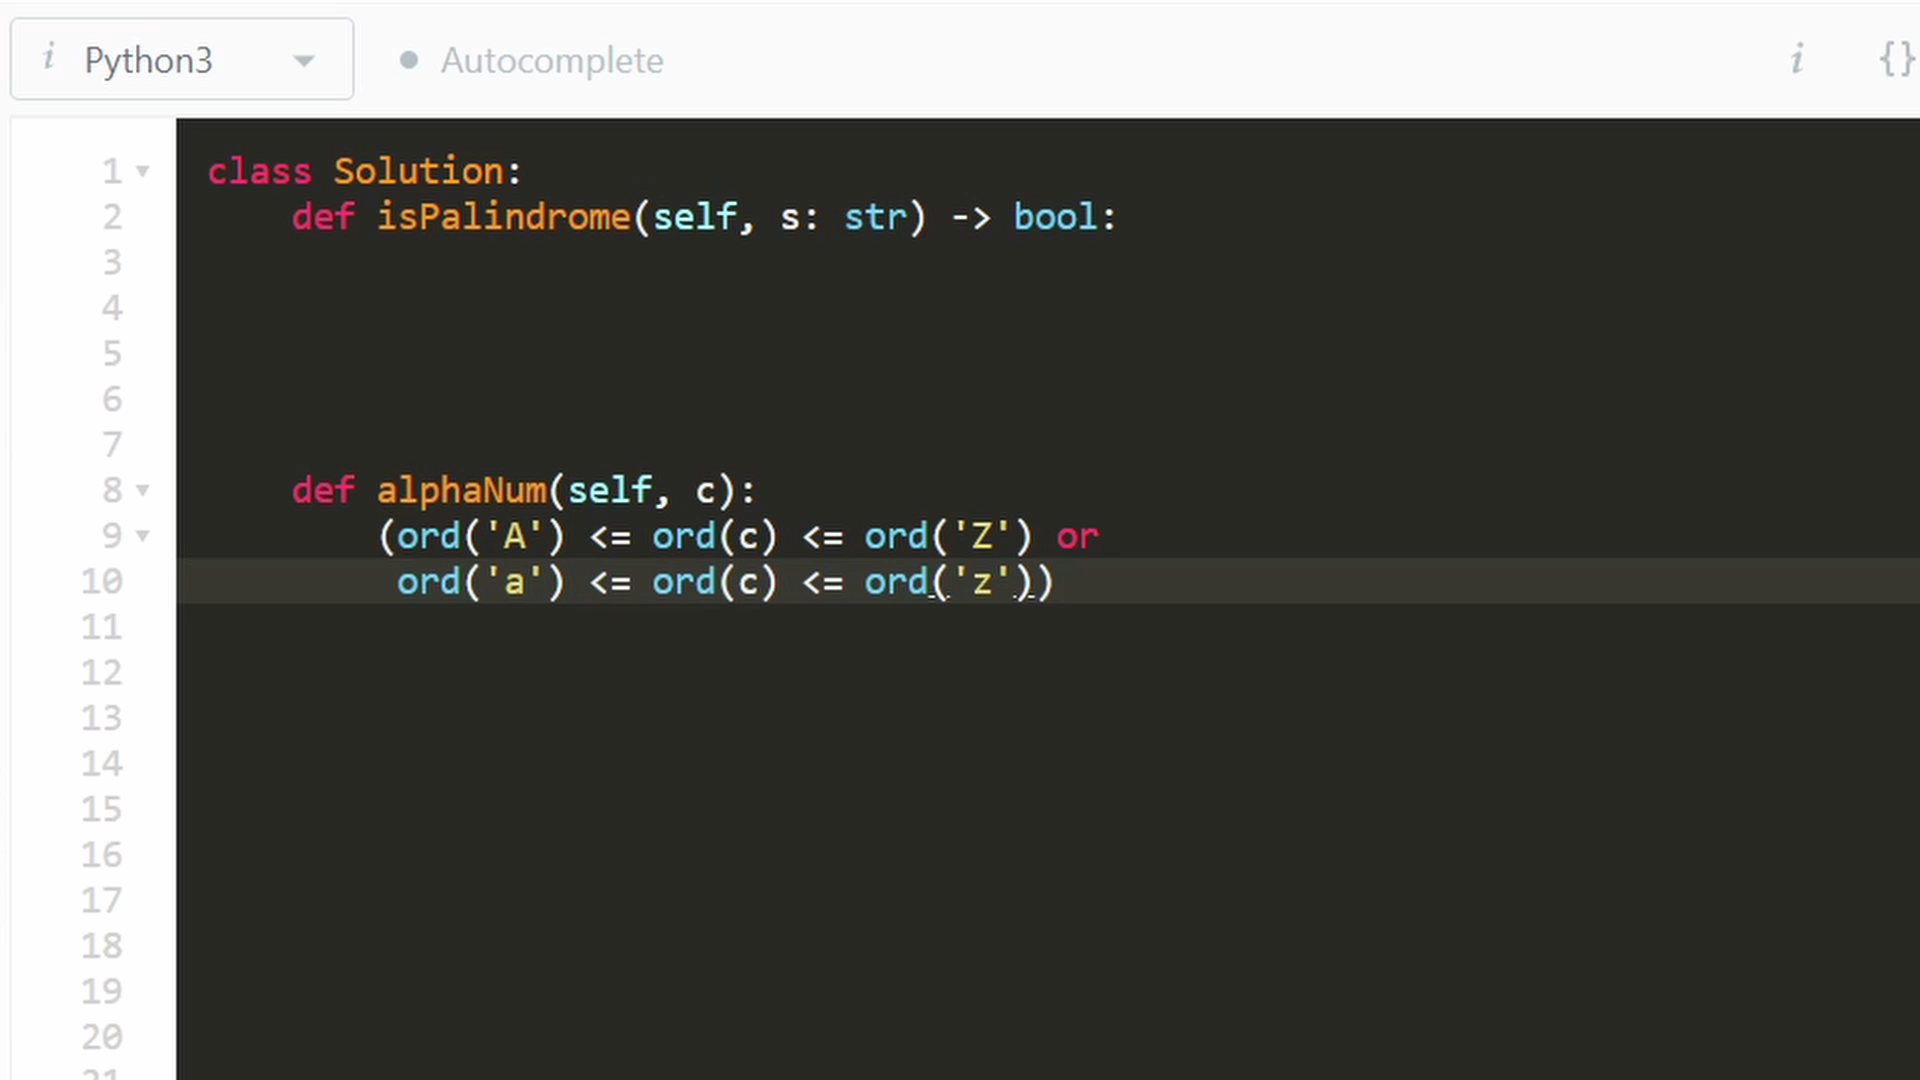 i Python3 Autocomplete i {}
1 class Solution:
2     def isPalindrome(self, s: str) -> bool:
3
4
5
6
7
8     def alphaNum(self, c):
9         (ord('A') <= ord(c) <= ord('Z') or
10         ord('a') <= ord(c) <= ord('z'))
11
12
13
14
15
16
17
18
19
20
21